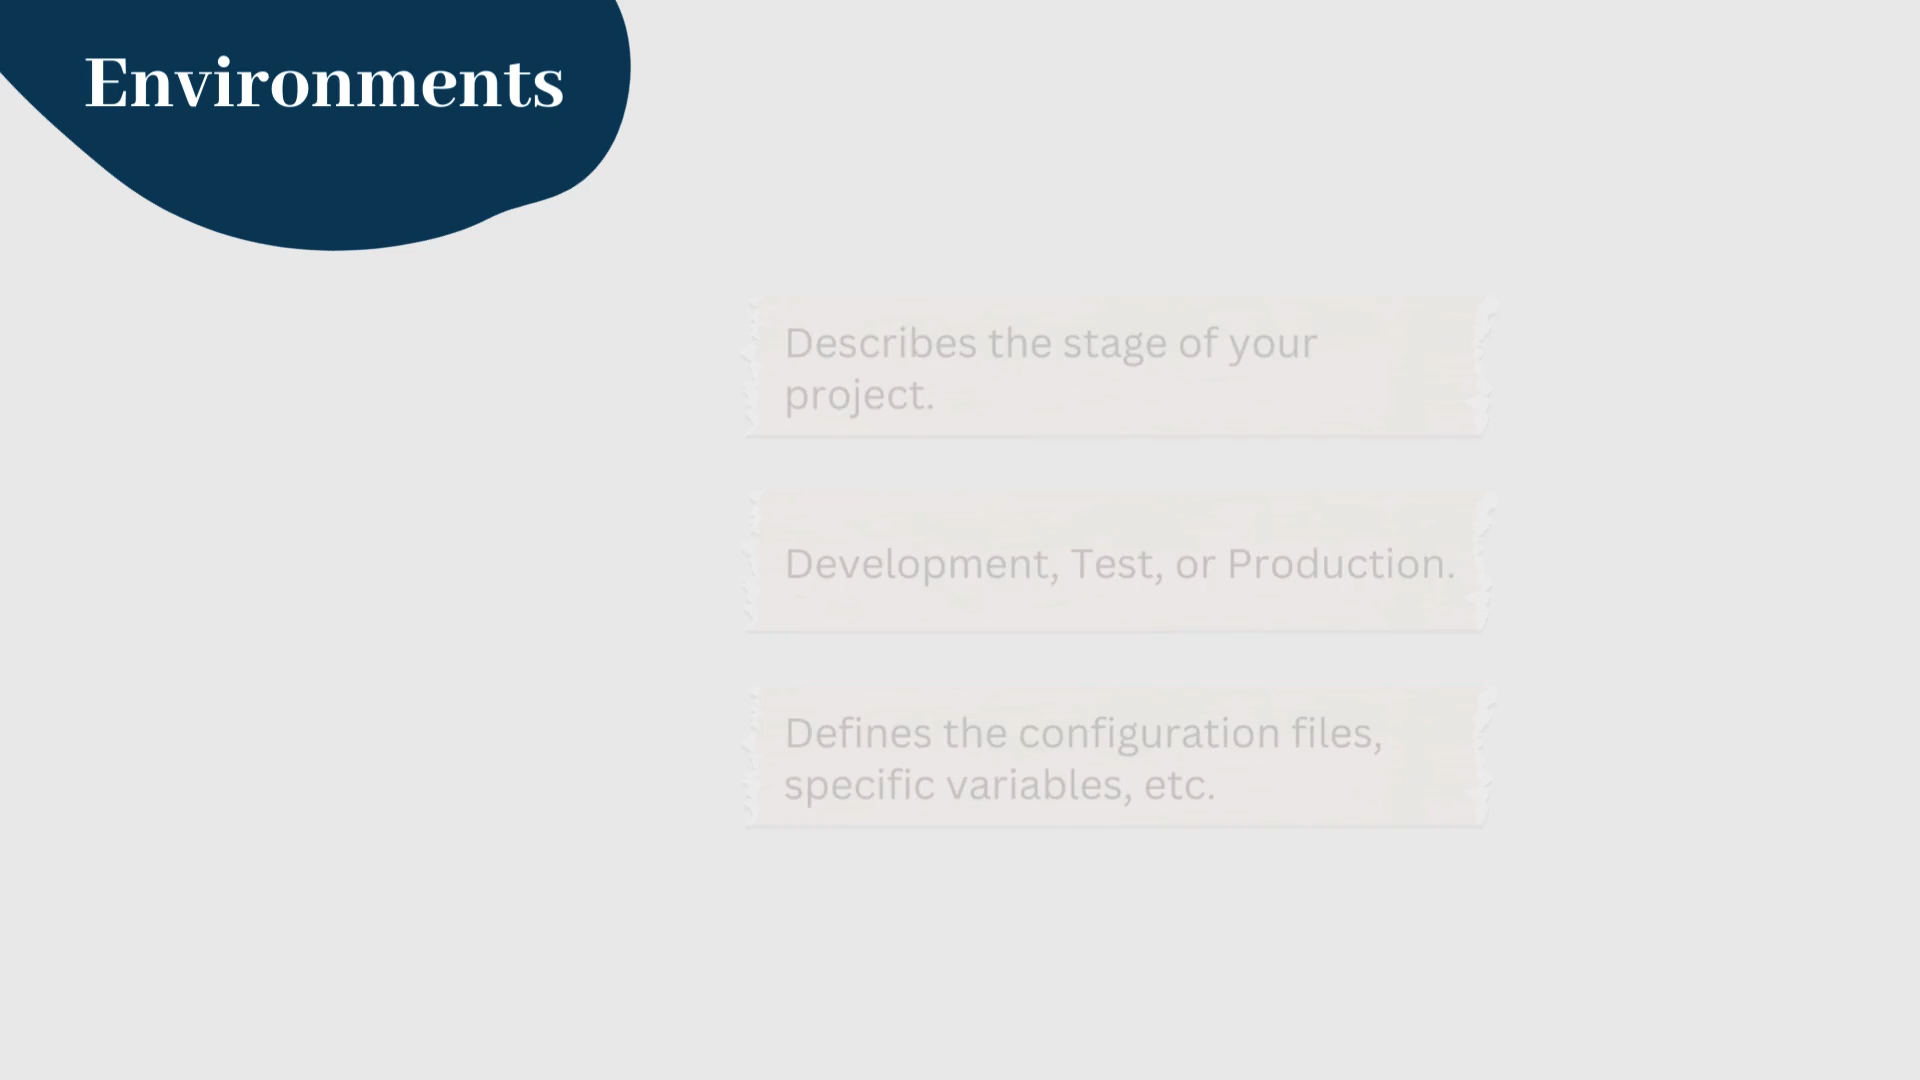 Environments
Describes the stage of your
project.
Development, Test, or Production.
Defines the configuration files,
specific variables, etc.